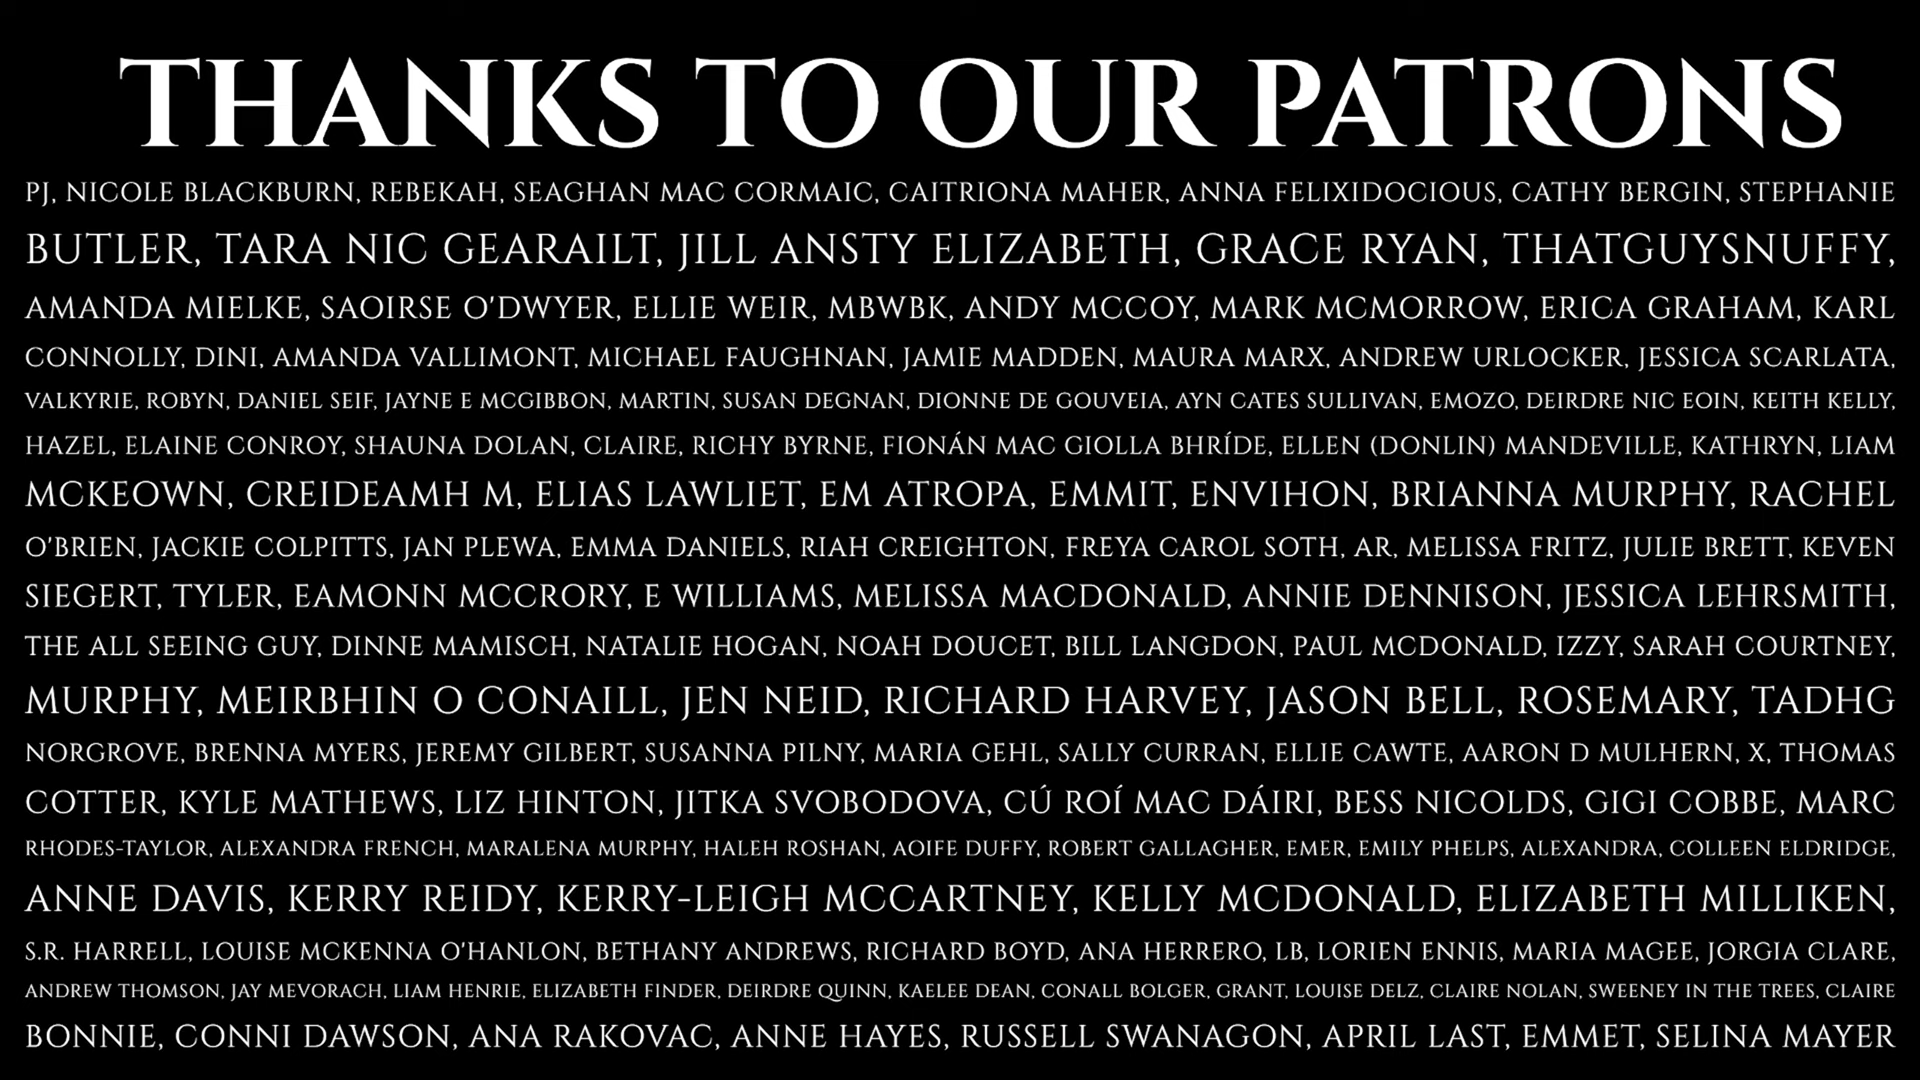 THANKS TO OUR PATRONS
PJ, NICOLE BLACKBURN, REBEKAH, SEAGHAN MAC CORMAIC, CAITRIONA MAHER, ANNA FELIXIDOCIOUS, CATHY BERGIN, STEPHANIE
BUTLER, TARA NIC GEARAILT, JILL ANSTY ELIZABETH, GRACE RYAN, THATGUYSNUFFY,
AMANDA MIELKE, SAOIRSE O'DWYER, ELLIE WEIR, MBWBK, ANDY MCCOY, MARK MCMORROW, ERICA GRAHAM, KARL
CONNOLLY, DINI, AMANDA VALLIMONT, MICHAEL FAUGHNAN, JAMIE MADDEN, MAURA MARX, ANDREW URLOCKER, JESSICA SCARLATA,
VALKYRIE, ROBYN, DANIEL SEIF, JAYNE E MCGIBBON, MARTIN, SUSAN DEGNAN, DIONNE DE GOUVEIA, AYN CATES SULLIVAN, EMOZO, DEIRDRE NIC EOIN, KEITH KELLY,
HAZEL, ELAINE CONROY, SHAUNA DOLAN, CLAIRE, RICHY BYRNE, FIONÁN MAC GIOLLA BHRÍDE, ELLEN (DONLIN) MANDEVILLE, KATHRYN, LIAM
MCKEOWN, CREIDEAMH M, ELIAS LAWLIET, EM ATROPA, EMMIT, ENVIHON, BRIANNA MURPHY, RACHEL
O'BRIEN, JACKIE COLPITTS, JAN PLEWA, EMMA DANIELS, RIAH CREIGHTON, FREYA CAROL SOTH, AR, MELISSA FRITZ, JULIE BRETT, KEVEN
SIEGERT, TYLER, EAMONN MCCRORY, E WILLIAMS, MELISSA MACDONALD, ANNIE DENNISON, JESSICA LEHRSMITH,
THE ALL SEEING GUY, DINNE MAMISCH, NATALIE HOGAN, NOAH DOUCET, BILL LANGDON, PAUL MCDONALD, IZZY, SARAH COURTNEY,
MURPHY, MEIRBHIN O CONAILL, JEN NEID, RICHARD HARVEY, JASON BELL, ROSEMARY, TADHG
NORGROVE, BRENNA MYERS, JEREMY GILBERT, SUSANNA PILNY, MARIA GEHL, SALLY CURRAN, ELLIE CAWTE, AARON D MULHERN, X, THOMAS
COTTER, KYLE MATHEWS, LIZ HINTON, JITKA SVOBODOVA, CÚ ROÍ MAC DÁIRI, BESS NICOLDS, GIGI COBBE, MARC
RHODES-TAYLOR, ALEXANDRA FRENCH, MARALENA MURPHY, HALEH ROSHAN, AOIFE DUFFY, ROBERT GALLAGHER, EMER, EMILY PHELPS, ALEXANDRA, COLLEEN ELDRIDGE,
ANNE DAVIS, KERRY REIDY, KERRY-LEIGH MCCARTNEY, KELLY MCDONALD, ELIZABETH MILLIKEN,
S.R. HARRELL, LOUISE MCKENNA O'HANLON, BETHANY ANDREWS, RICHARD BOYD, ANA HERRERO, LB, LORIEN ENNIS, MARIA MAGEE, JORGIA CLARE,
ANDREW THOMSON, JAY MEVORACH, LIAM HENRIE, ELIZABETH FINDER, DEIRDRE QUINN, KAELEE DEAN, CONALL BOLGER, GRANT, LOUISE DELZ, CLAIRE NOLAN, SWEENEY IN THE TREES, CLAIRE
BONNIE, CONNI DAWSON, ANA RAKOVAC, ANNE HAYES, RUSSELL SWANAGON, APRIL LAST, EMMET, SELINA MAYER